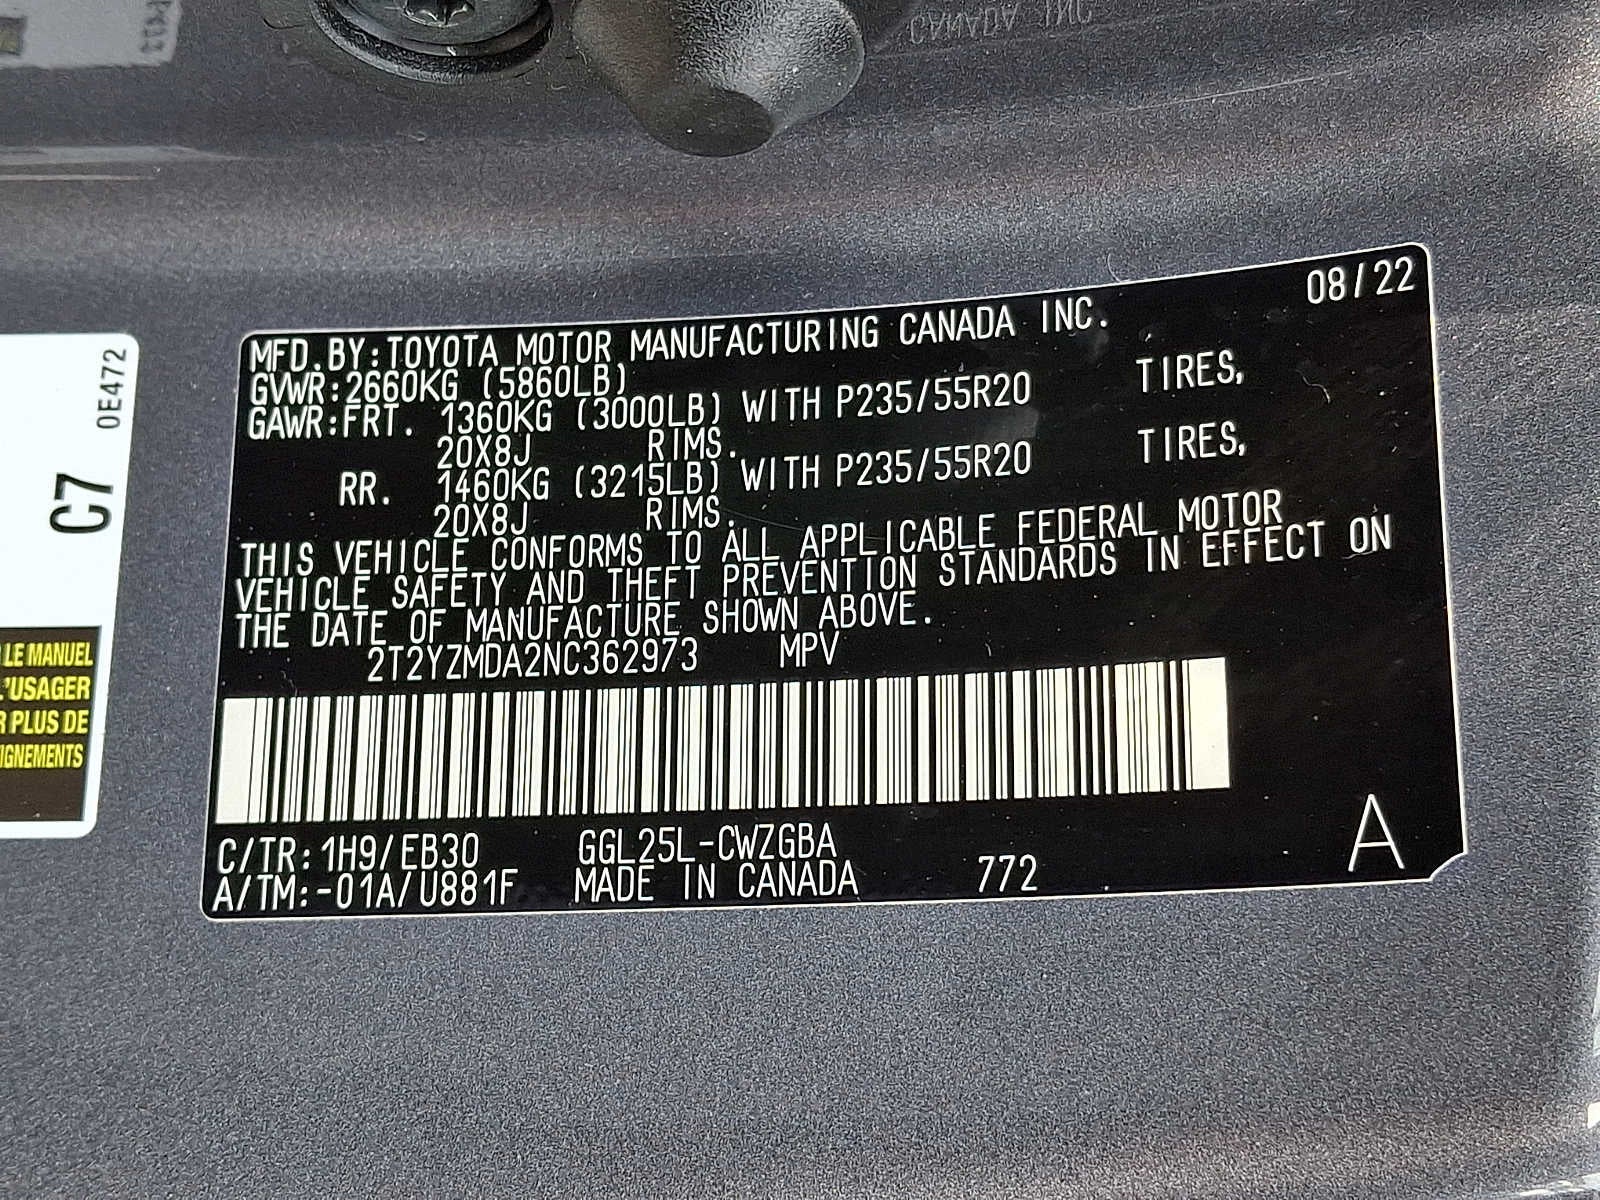 CANADA INC
MFD.BY:TOYOTA MOTOR MANUFACTURING CANADA INC. 08/22
GVWR:2660KG (5860LB)
GAWR:FRT. 1360KG (3000LB) WITH P235/55R20 TIRES,
20X8J RIMS.
RR. 1460KG (3215LB) WITH P235/55R20 TIRES,
20X8J RIMS.
THIS VEHICLE CONFORMS TO ALL APPLICABLE FEDERAL MOTOR
VEHICLE SAFETY AND THEFT PREVENTION STANDARDS IN EFFECT ON
THE DATE OF MANUFACTURE SHOWN ABOVE.
2T2YZMDA2NC362973 MPV
C/TR:1H9/EB30 GGL25L-CWZGBA
A/TM:-01A/U881F MADE IN CANADA 772
A
0E472
C7
LE MANUEL
L'USAGER
R PLUS DE
IGNEMENTS